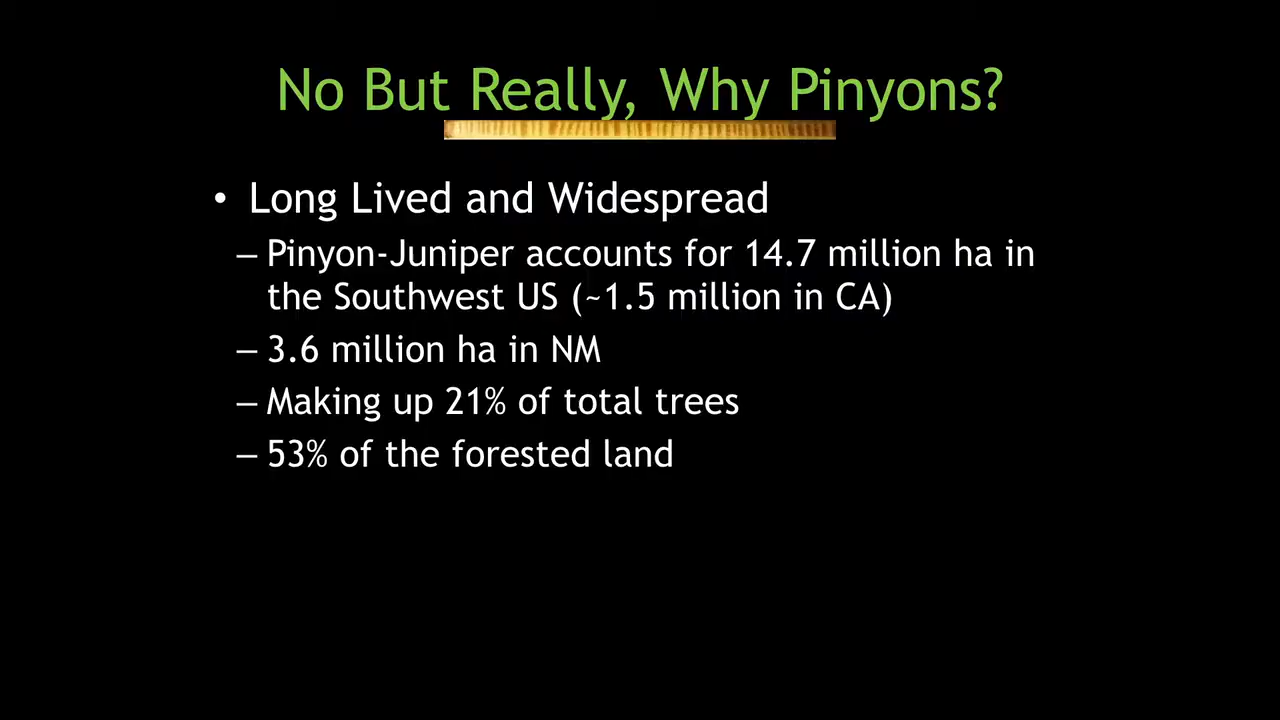 No But Really, Why Pinyons?
• Long Lived and Widespread
– Pinyon-Juniper accounts for 14.7 million ha in
the Southwest US (~1.5 million in CA)
– 3.6 million ha in NM
– Making up 21% of total trees
– 53% of the forested land